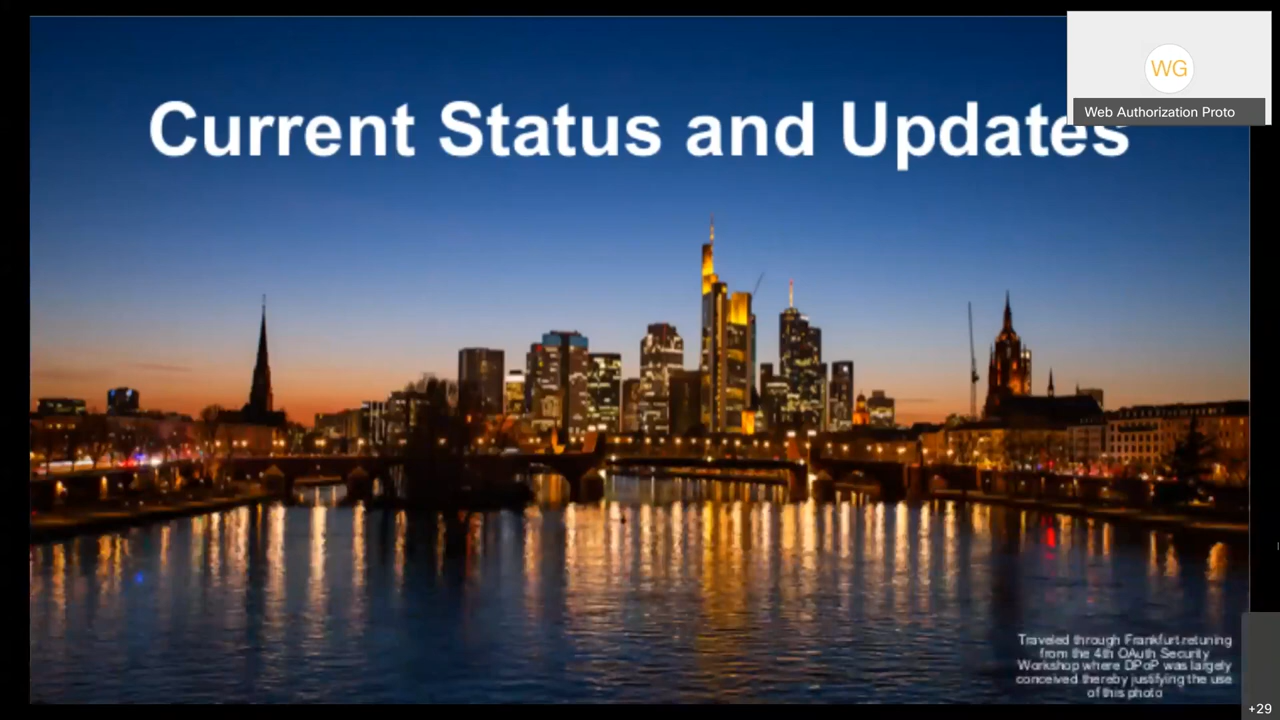 Current Status and Updates
WG
Web Authorization Proto
Traveled through Frankfurt retuning
from the 4th OAuth Security
Workshop where DPoP was largely
conceived thereby justifying the use
of this photo
+29